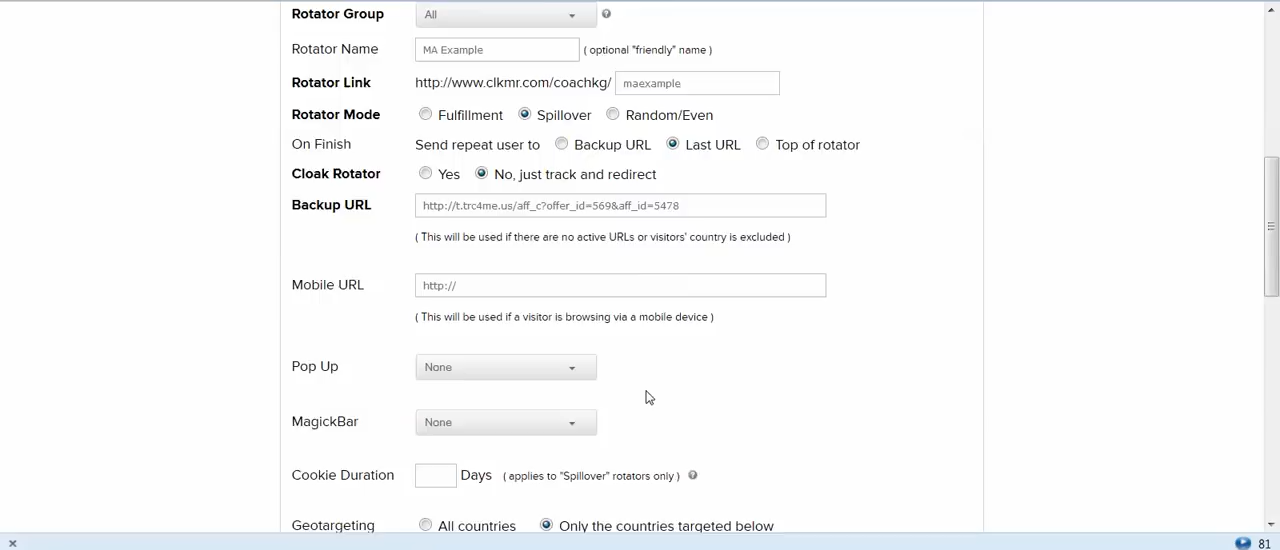 Rotator Group All
Rotator Name MA Example ( optional "friendly" name )
Rotator Link http://www.clkmr.com/coachkg/ maexample
Rotator Mode Fulfillment Spillover Random/Even
On Finish Send repeat user to Backup URL Last URL Top of rotator
Cloak Rotator Yes No, just track and redirect
Backup URL http://t.trc4me.us/aff_c?offer_id=569&aff_id=5478
( This will be used if there are no active URLs or visitors' country is excluded )
Mobile URL http://
( This will be used if a visitor is browsing via a mobile device )
Pop Up None
MagickBar None
Cookie Duration Days ( applies to "Spillover" rotators only )
Geotargeting All countries Only the countries targeted below
81